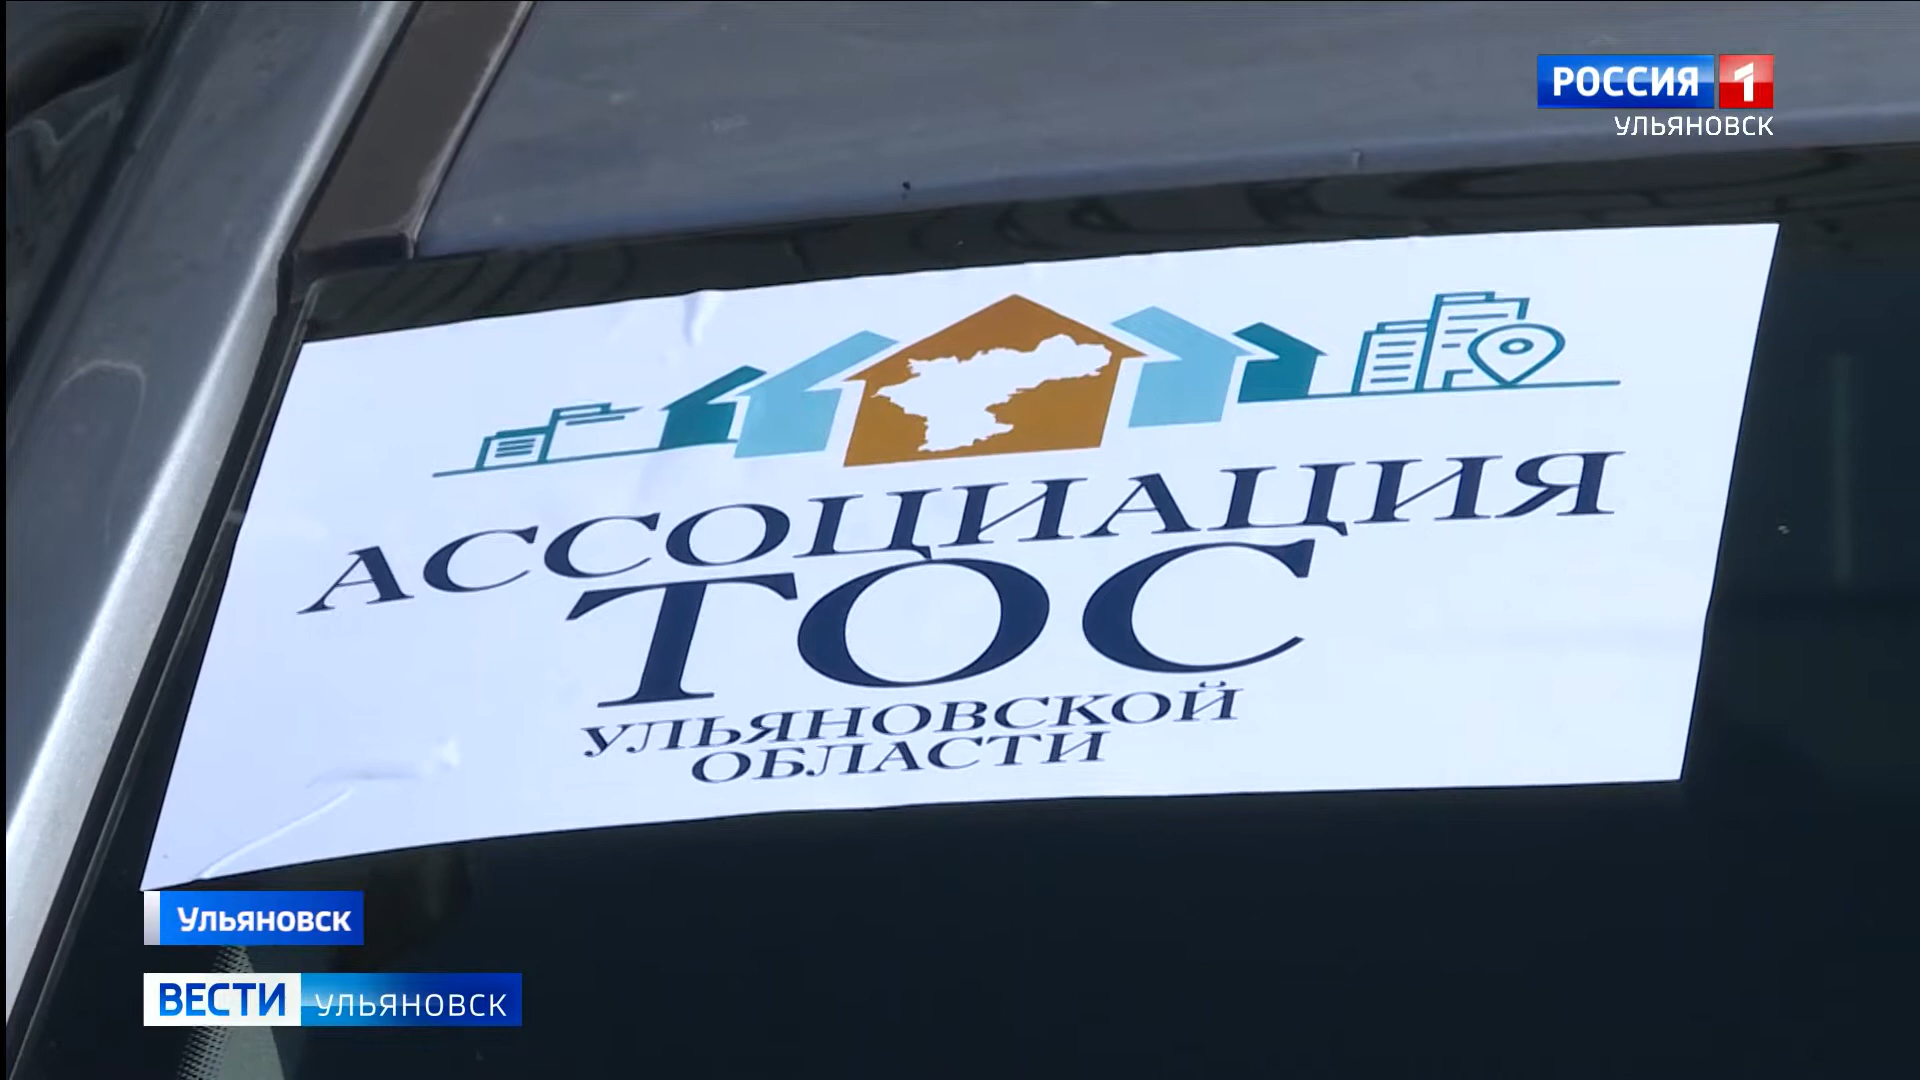 РОССИЯ 1
УЛЬЯНОВСК
АССОЦИАЦИЯ
ТОС
УЛЬЯНОВСКОЙ
ОБЛАСТИ
Ульяновск
ВЕСТИ УЛЬЯНОВСК